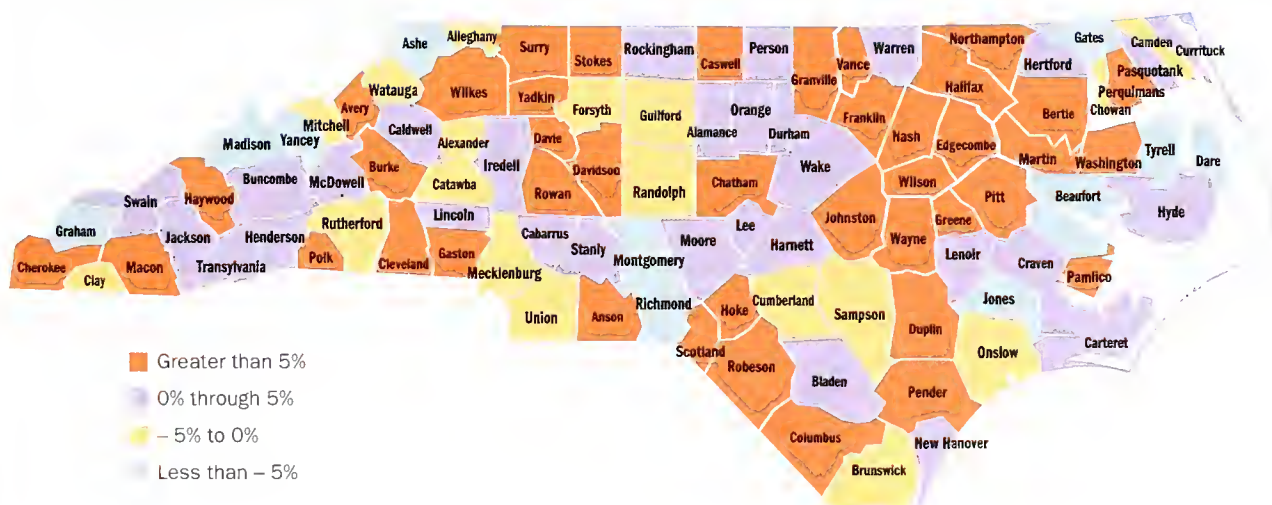 Ashe
Alleghany
Surry
Stokes
Rockingham
Caswell
Person
Granville
Vance
Warren
Northampton
Gates
Camden
Currituck
Hertford
Pasquotank
Perquimans
Chowan
Halifax
Bertie
Watauga
Wilkes
Yadkin
Forsyth
Guilford
Orange
Alamance
Durham
Franklin
Nash
Edgecombe
Martin
Washington
Tyrell
Dare
Avery
Mitchell
Yancey
Madison
Caldwell
Alexander
Iredell
Davie
Davidson
Randolph
Chatham
Wake
Wilson
Pitt
Beaufort
Hyde
Burke
McDowell
Buncombe
Catawba
Rowan
Haywood
Swain
Graham
Jackson
Henderson
Rutherford
Lincoln
Cabarrus
Stanly
Montgomery
Moore
Lee
Harnett
Johnston
Wayne
Greene
Lenoir
Craven
Pamlico
Cherokee
Clay
Macon
Transylvania
Polk
Cleveland
Gaston
Mecklenburg
Union
Anson
Richmond
Hoke
Cumberland
Sampson
Duplin
Jones
Onslow
Carteret
Scotland
Robeson
Bladen
Pender
Columbus
New Hanover
Brunswick
Greater than 5%
0% through 5%
– 5% to 0%
Less than – 5%